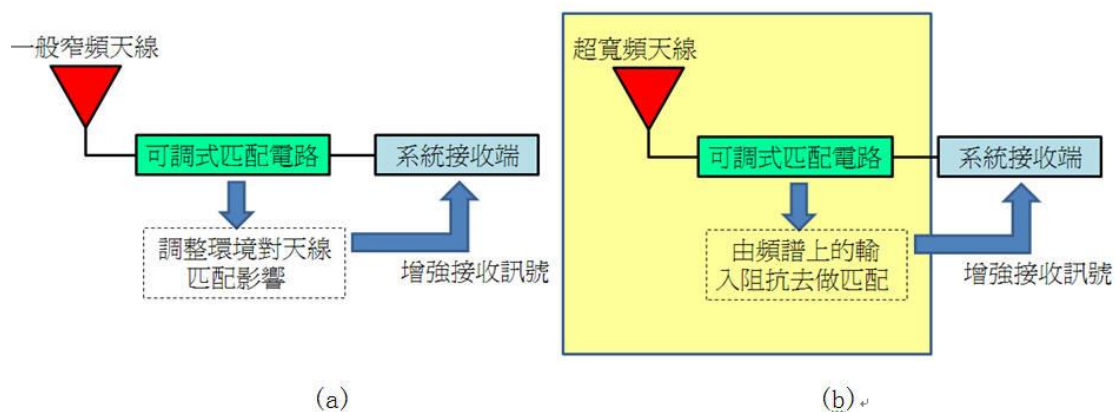 一般窄頻天線
可調式匹配電路
系統接收端
調整環境對天線
匹配影響
增強接收訊號
(a)
超寬頻天線
可調式匹配電路
系統接收端
由頻譜上的輸
入阻抗去做匹配
增強接收訊號
(b)